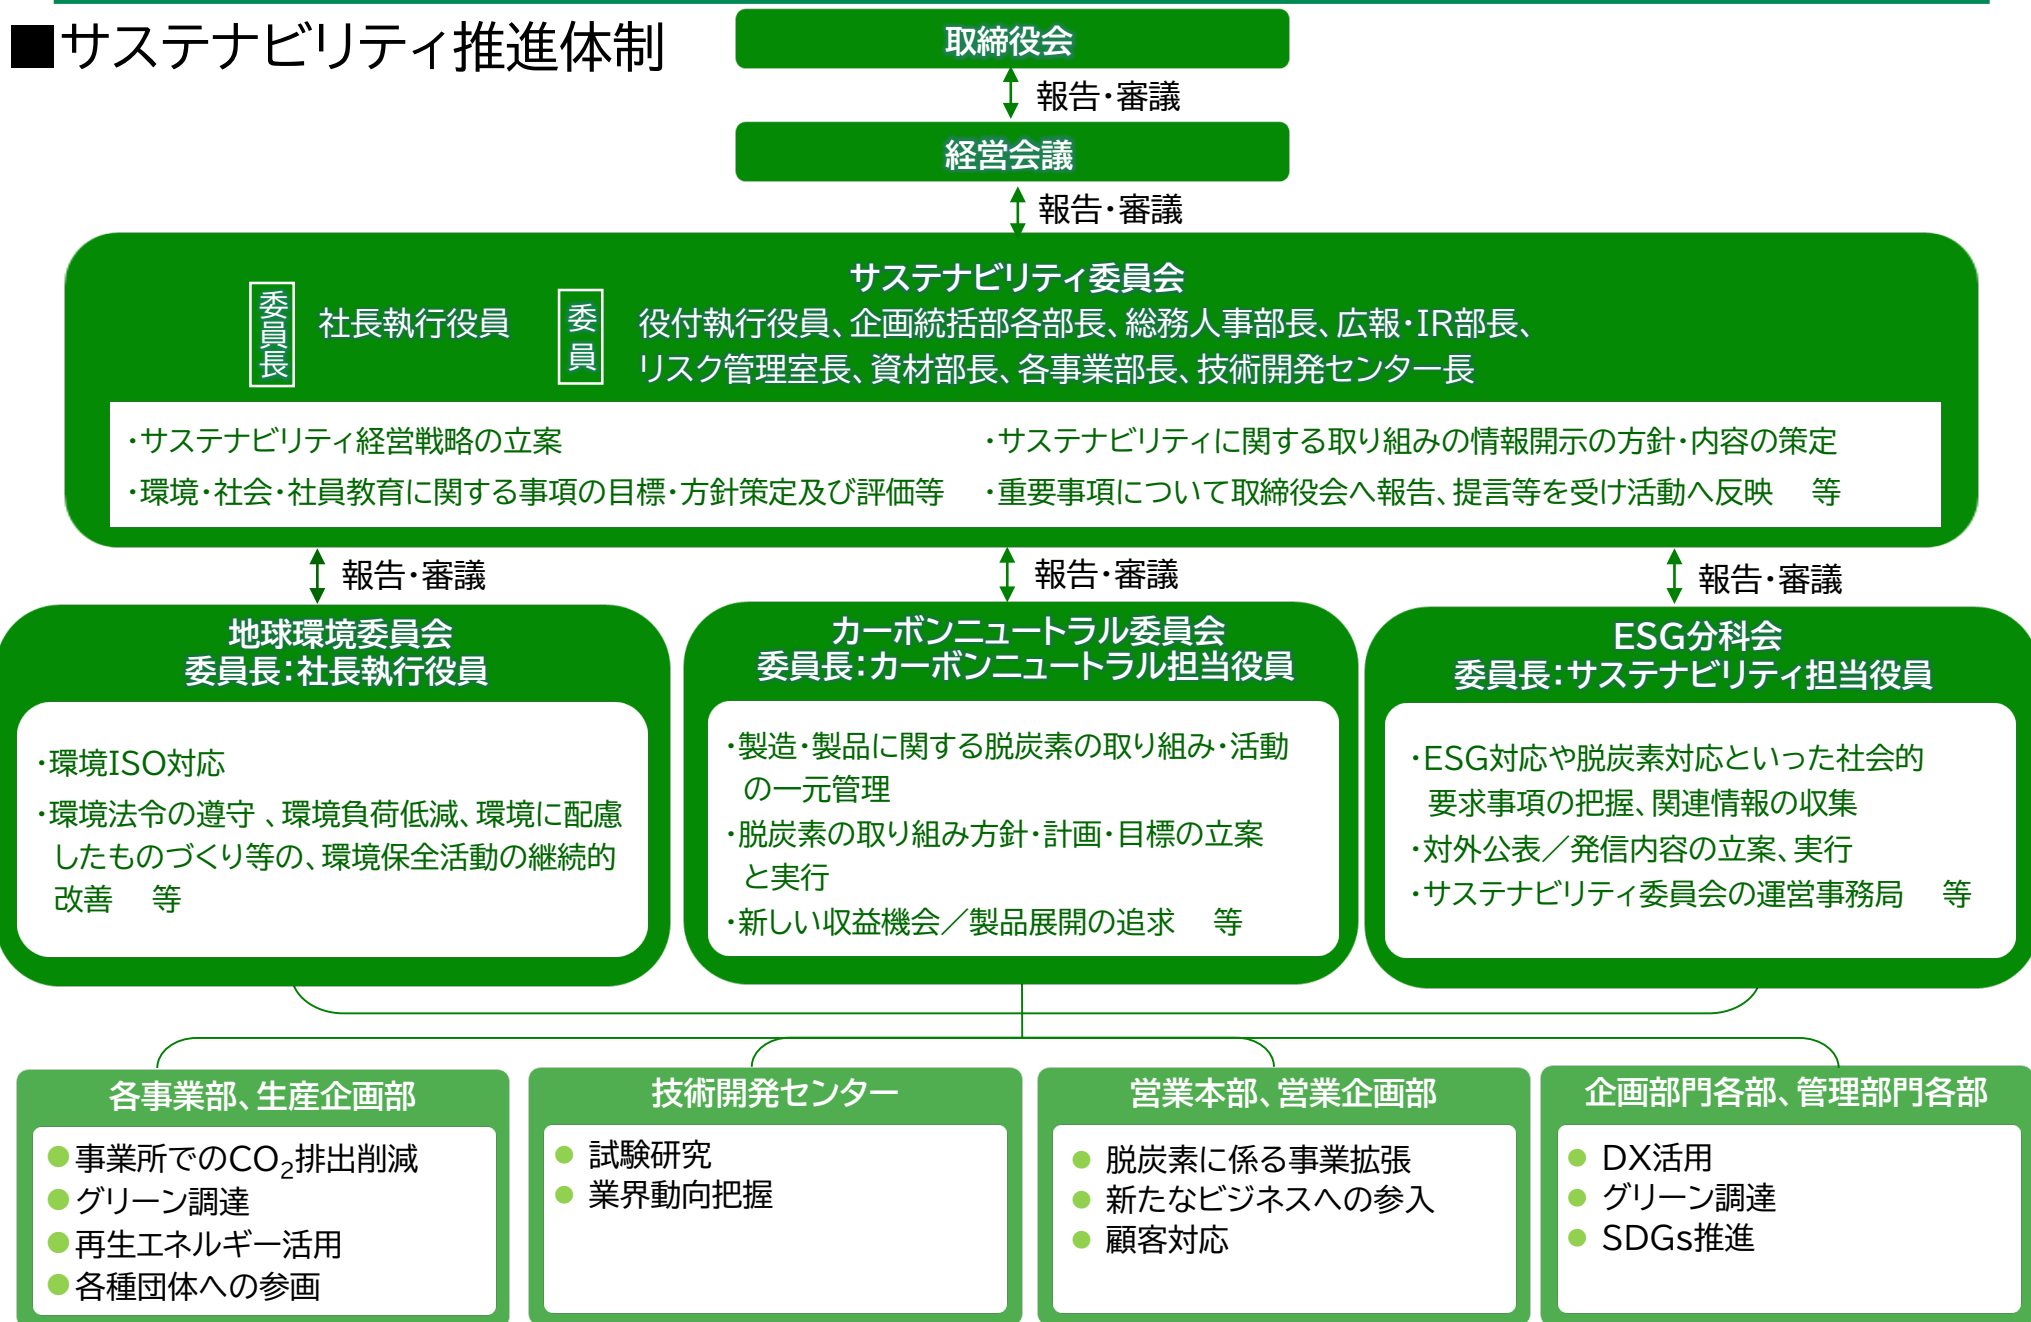 ■サステナビリティ推進体制
取締役会
報告・審議
経営会議
報告・審議
サステナビリティ委員会
委員長
社長執行役員
委員
役付執行役員、企画統括部各部長、総務人事部長、広報・IR部長、
リスク管理室長、資材部長、各事業部長、技術開発センター長
・サステナビリティ経営戦略の立案
・環境・社会・社員教育に関する事項の目標・方針策定及び評価等
・サステナビリティに関する取り組みの情報開示の方針・内容の策定
・重要事項について取締役会へ報告、提言等を受け活動へ反映　等
報告・審議
報告・審議
報告・審議
地球環境委員会
委員長：社長執行役員
・環境ISO対応
・環境法令の遵守 、環境負荷低減、環境に配慮
したものづくり等の、環境保全活動の継続的
改善　等
カーボンニュートラル委員会
委員長：カーボンニュートラル担当役員
・製造・製品に関する脱炭素の取り組み・活動
の一元管理
・脱炭素の取り組み方針・計画・目標の立案
と実行
・新しい収益機会／製品展開の追求　等
ESG分科会
委員長：サステナビリティ担当役員
・ESG対応や脱炭素対応といった社会的
要求事項の把握、関連情報の収集
・対外公表／発信内容の立案、実行
・サステナビリティ委員会の運営事務局　等
各事業部、生産企画部
●事業所でのCO₂排出削減
●グリーン調達
●再生エネルギー活用
●各種団体への参画
技術開発センター
● 試験研究
● 業界動向把握
営業本部、営業企画部
● 脱炭素に係る事業拡張
● 新たなビジネスへの参入
● 顧客対応
企画部門各部、管理部門各部
● DX活用
● グリーン調達
● SDGs推進